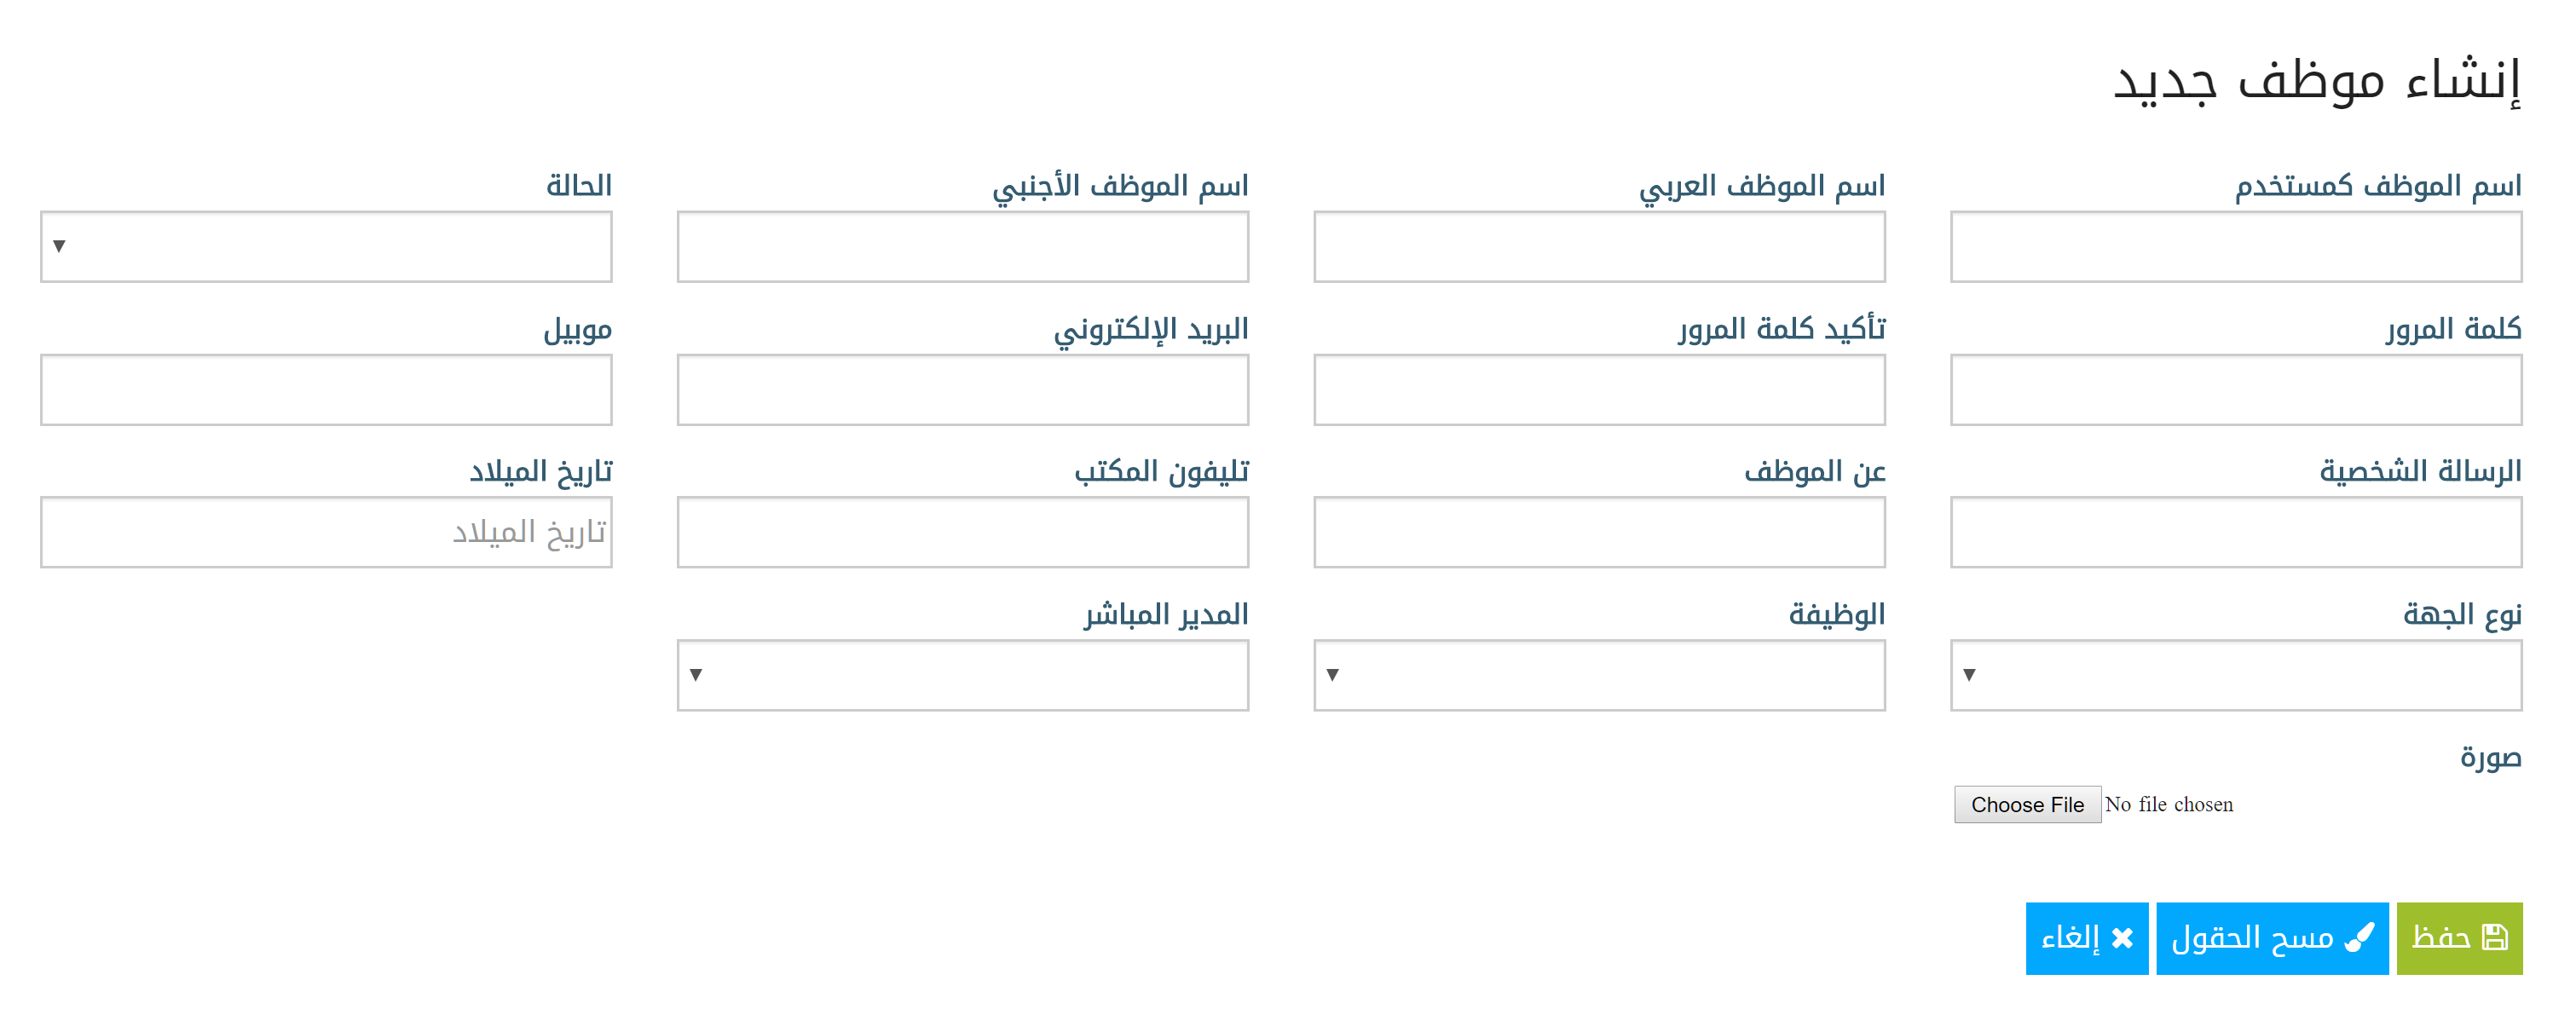 إنشاء موظف جديد
اسم الموظف كمستخدم
اسم الموظف العربي
اسم الموظف الأجنبي
الحالة
كلمة المرور
تأكيد كلمة المرور
البريد الإلكتروني
موبيل
الرسالة الشخصية
عن الموظف
تليفون المكتب
تاريخ الميلاد
تاريخ الميلاد
نوع الجهة
الوظيفة
المدير المباشر
صورة
Choose File No file chosen
حفظ
مسح الحقول
إلغاء